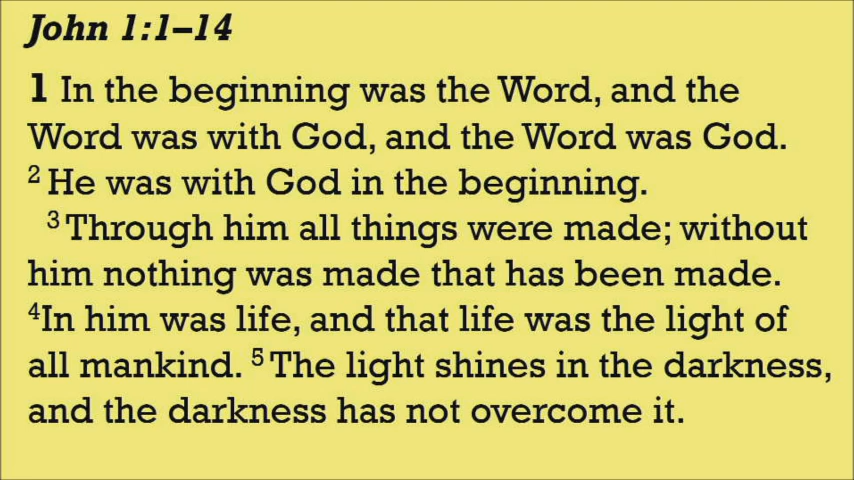 John 1:1–14
1 In the beginning was the Word, and the
Word was with God, and the Word was God.
2 He was with God in the beginning.
3 Through him all things were made; without
him nothing was made that has been made.
4In him was life, and that life was the light of
all mankind. 5 The light shines in the darkness,
and the darkness has not overcome it.